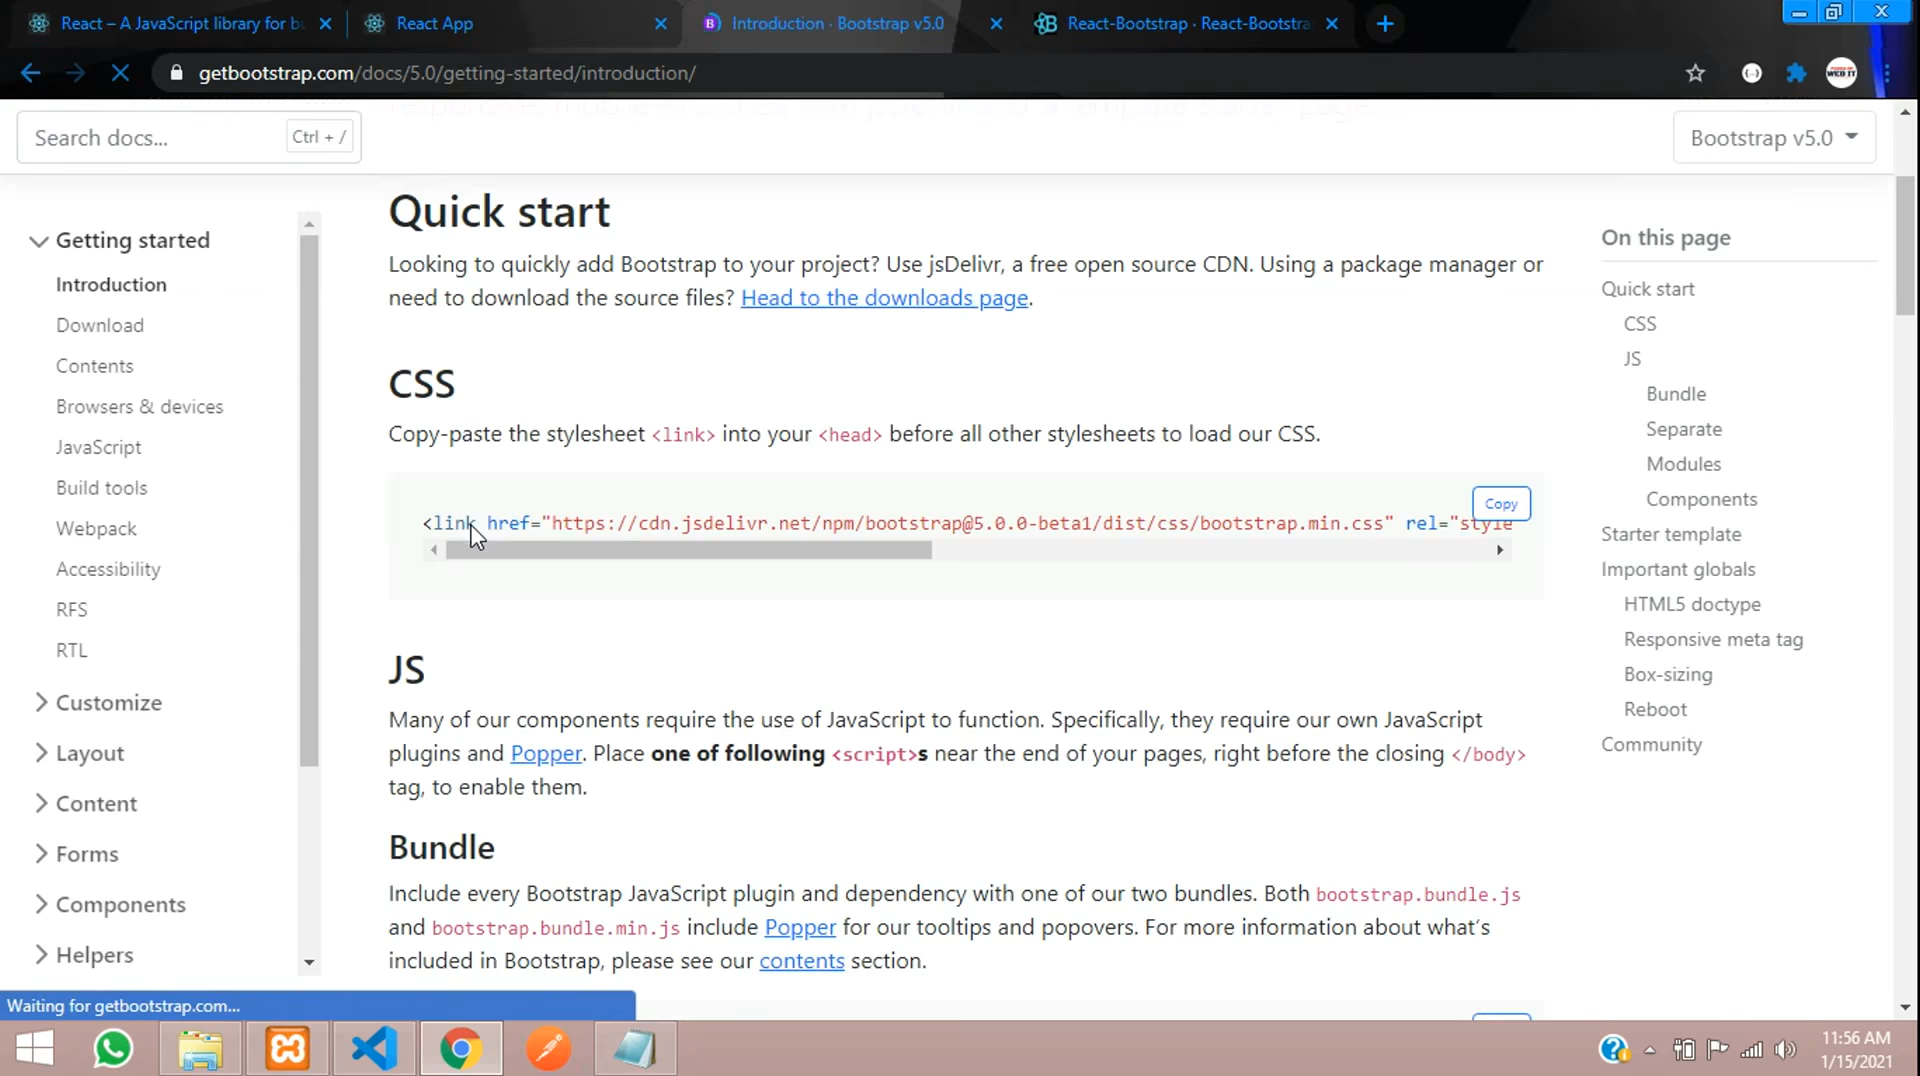 React – A JavaScript library for bu
React App
Introduction · Bootstrap v5.0
React-Bootstrap · React-Bootstra
getbootstrap.com/docs/5.0/getting-started/introduction/
WEB IT
Search docs...
Ctrl + /
Bootstrap v5.0
Getting started
Introduction
Download
Contents
Browsers & devices
JavaScript
Build tools
Webpack
Accessibility
RFS
RTL
Customize
Layout
Content
Forms
Components
Helpers
Quick start
Looking to quickly add Bootstrap to your project? Use jsDelivr, a free open source CDN. Using a package manager or
need to download the source files? Head to the downloads page.
CSS
Copy-paste the stylesheet <link> into your <head> before all other stylesheets to load our CSS.
Copy
<link href="https://cdn.jsdelivr.net/npm/bootstrap@5.0.0-beta1/dist/css/bootstrap.min.css" rel="style
JS
Many of our components require the use of JavaScript to function. Specifically, they require our own JavaScript
plugins and Popper. Place one of following <script>s near the end of your pages, right before the closing </body>
tag, to enable them.
Bundle
Include every Bootstrap JavaScript plugin and dependency with one of our two bundles. Both bootstrap.bundle.js
and bootstrap.bundle.min.js include Popper for our tooltips and popovers. For more information about what's
included in Bootstrap, please see our contents section.
On this page
Quick start
CSS
JS
Bundle
Separate
Modules
Components
Starter template
Important globals
HTML5 doctype
Responsive meta tag
Box-sizing
Reboot
Community
Waiting for getbootstrap.com...
11:56 AM
1/15/2021